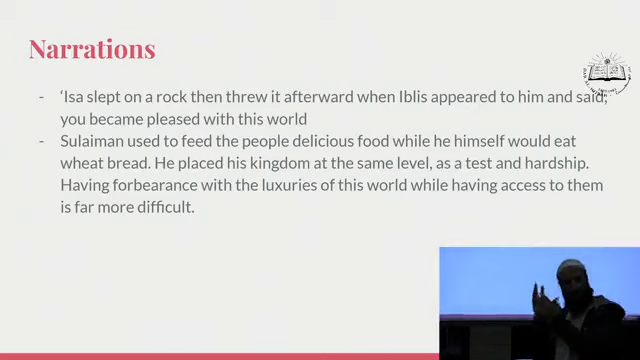 Narrations
- ‘Isa slept on a rock then threw it afterward when Iblis appeared to him and said,
you became pleased with this world
- Sulaiman used to feed the people delicious food while he himself would eat
wheat bread. He placed his kingdom at the same level, as a test and hardship.
Having forbearance with the luxuries of this world while having access to them
is far more difficult.